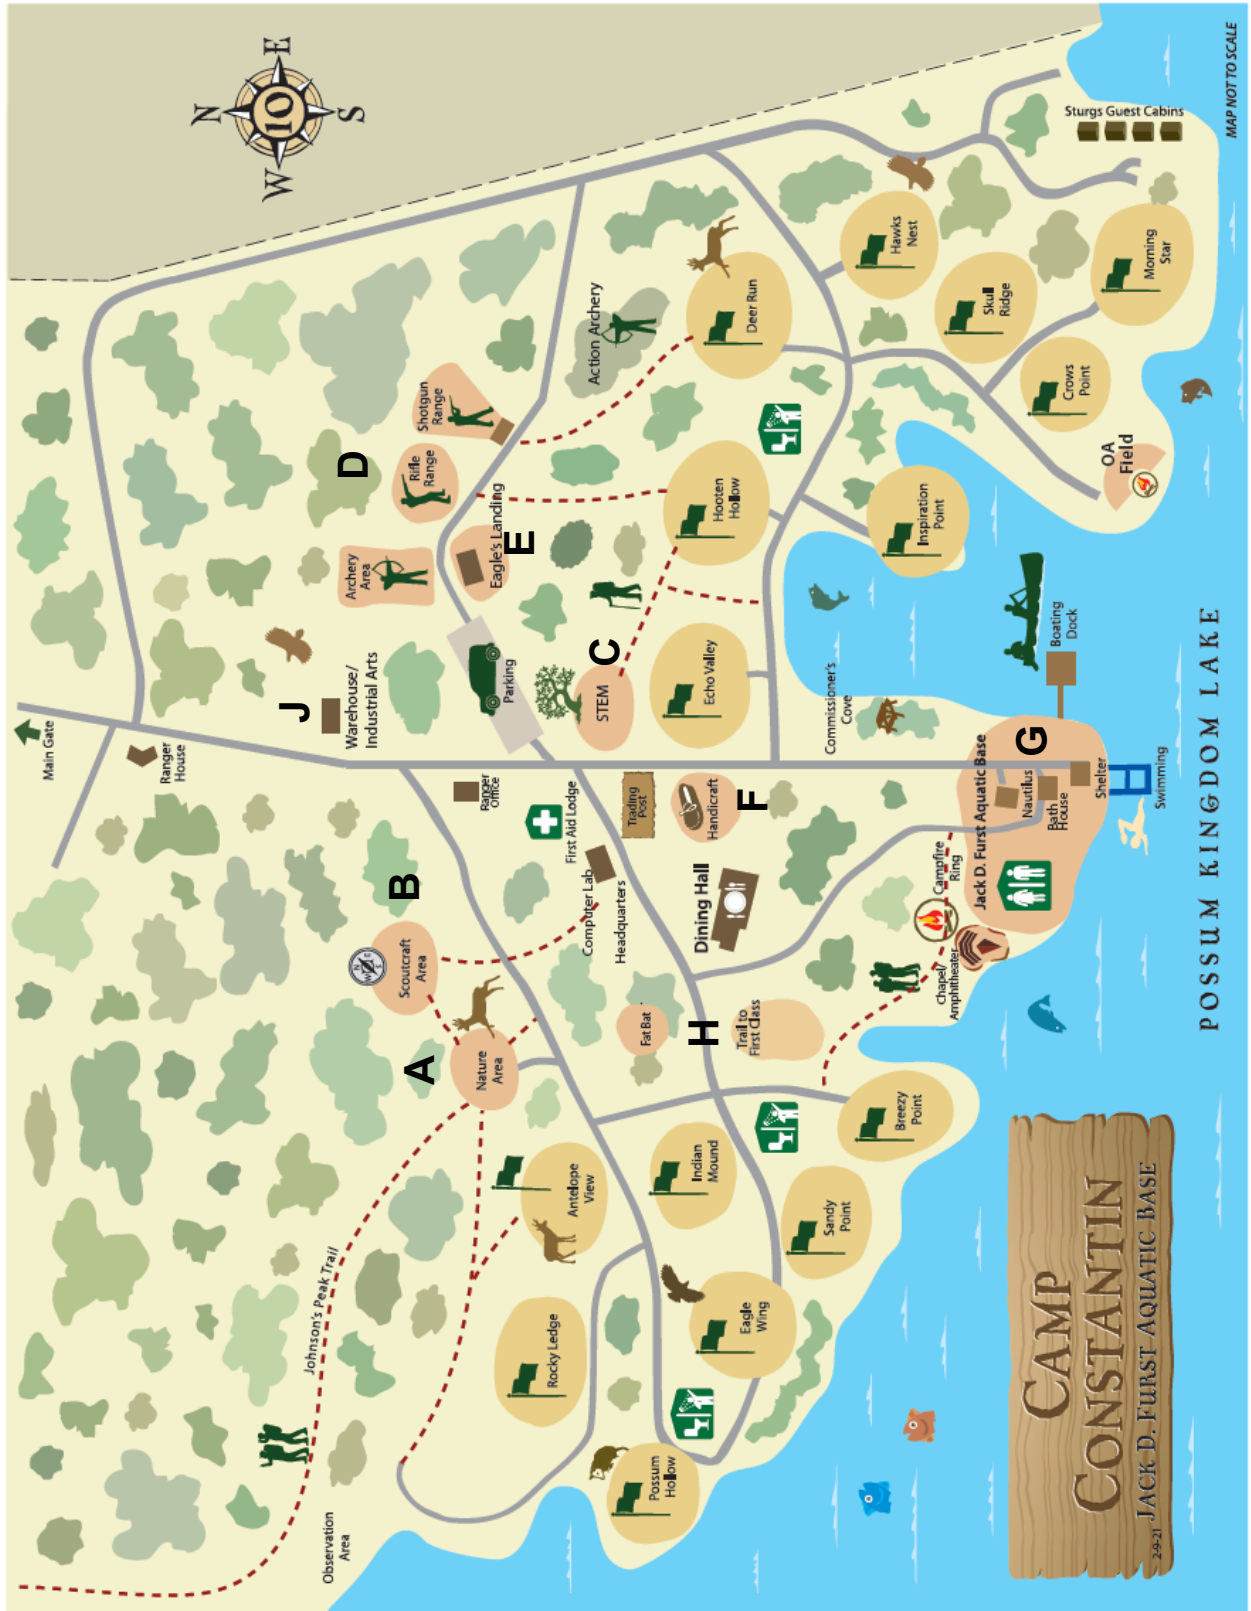 N
E
S
W
10
MAP NOT TO SCALE
Main Gate
Ranger
House
J
Warehouse/
Industrial Arts
Archery
Area
D
Rifle
Range
Shotgun
Range
Action Archery
Eagle's Landing
E
Parking
STEM
C
Ranger
Office
First Aid Lodge
Trading
Post
Handicraft
F
Computer Lab
Headquarters
Dining Hall
B
N
W
E
S
Scoutcraft
Area
A
Nature
Area
Fat Bat
H
Trail to
First Class
Johnson's Peak Trail
Observation
Area
Antelope
View
Rocky Ledge
Indian
Mound
Eagle
Wing
Sandy
Point
Breezy
Point
Possum
Hollow
Echo Valley
Hooten
Hollow
Deer Run
Hawks
Nest
Skull
Ridge
Morning
Star
Crows
Point
Inspiration
Point
Sturgs Guest Cabins
OA
Field
Boating
Dock
Commissioner's
Cove
G
Jack D. Furst Aquatic Base
Nautilus
Bath
House
Shelter
Swimming
Campfire
Ring
Chapel/
Amphitheater
POSSUM KINGDOM LAKE
CAMP
CONSTANTIN
JACK D. FURST AQUATIC BASE
2-9-21